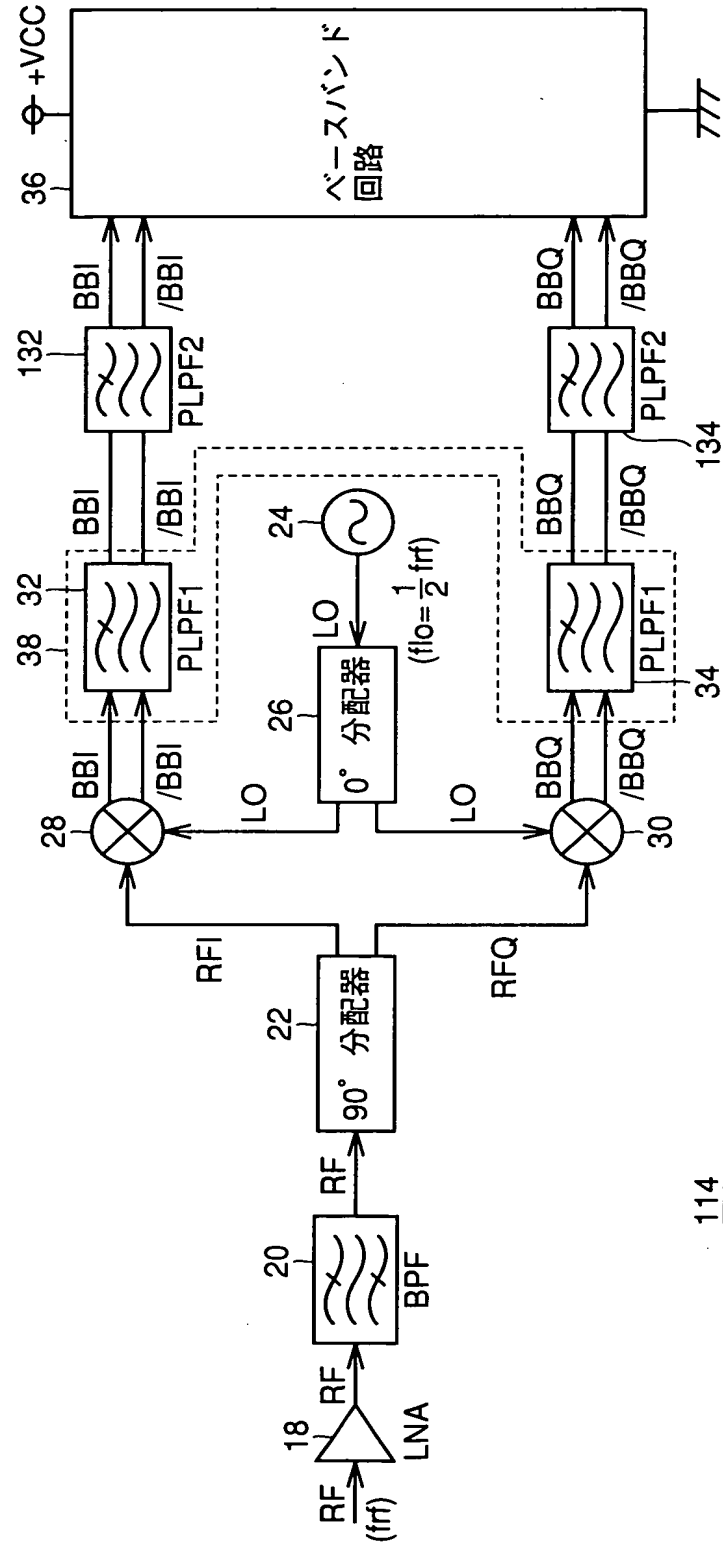 RF
(frf)
18
LNA
RF
20
BPF
RF
22
90° 分配器
RFI
RFQ
28
30
LO
LO
26
0° 分配器
LO
24
(flo=1/2 frf)
BBI
/BBI
38
32
PLPF1
BBI
/BBI
132
PLPF2
BBI
/BBI
BBQ
/BBQ
34
PLPF1
BBQ
/BBQ
134
PLPF2
BBQ
/BBQ
36
+VCC
ベースバンド
回路
114